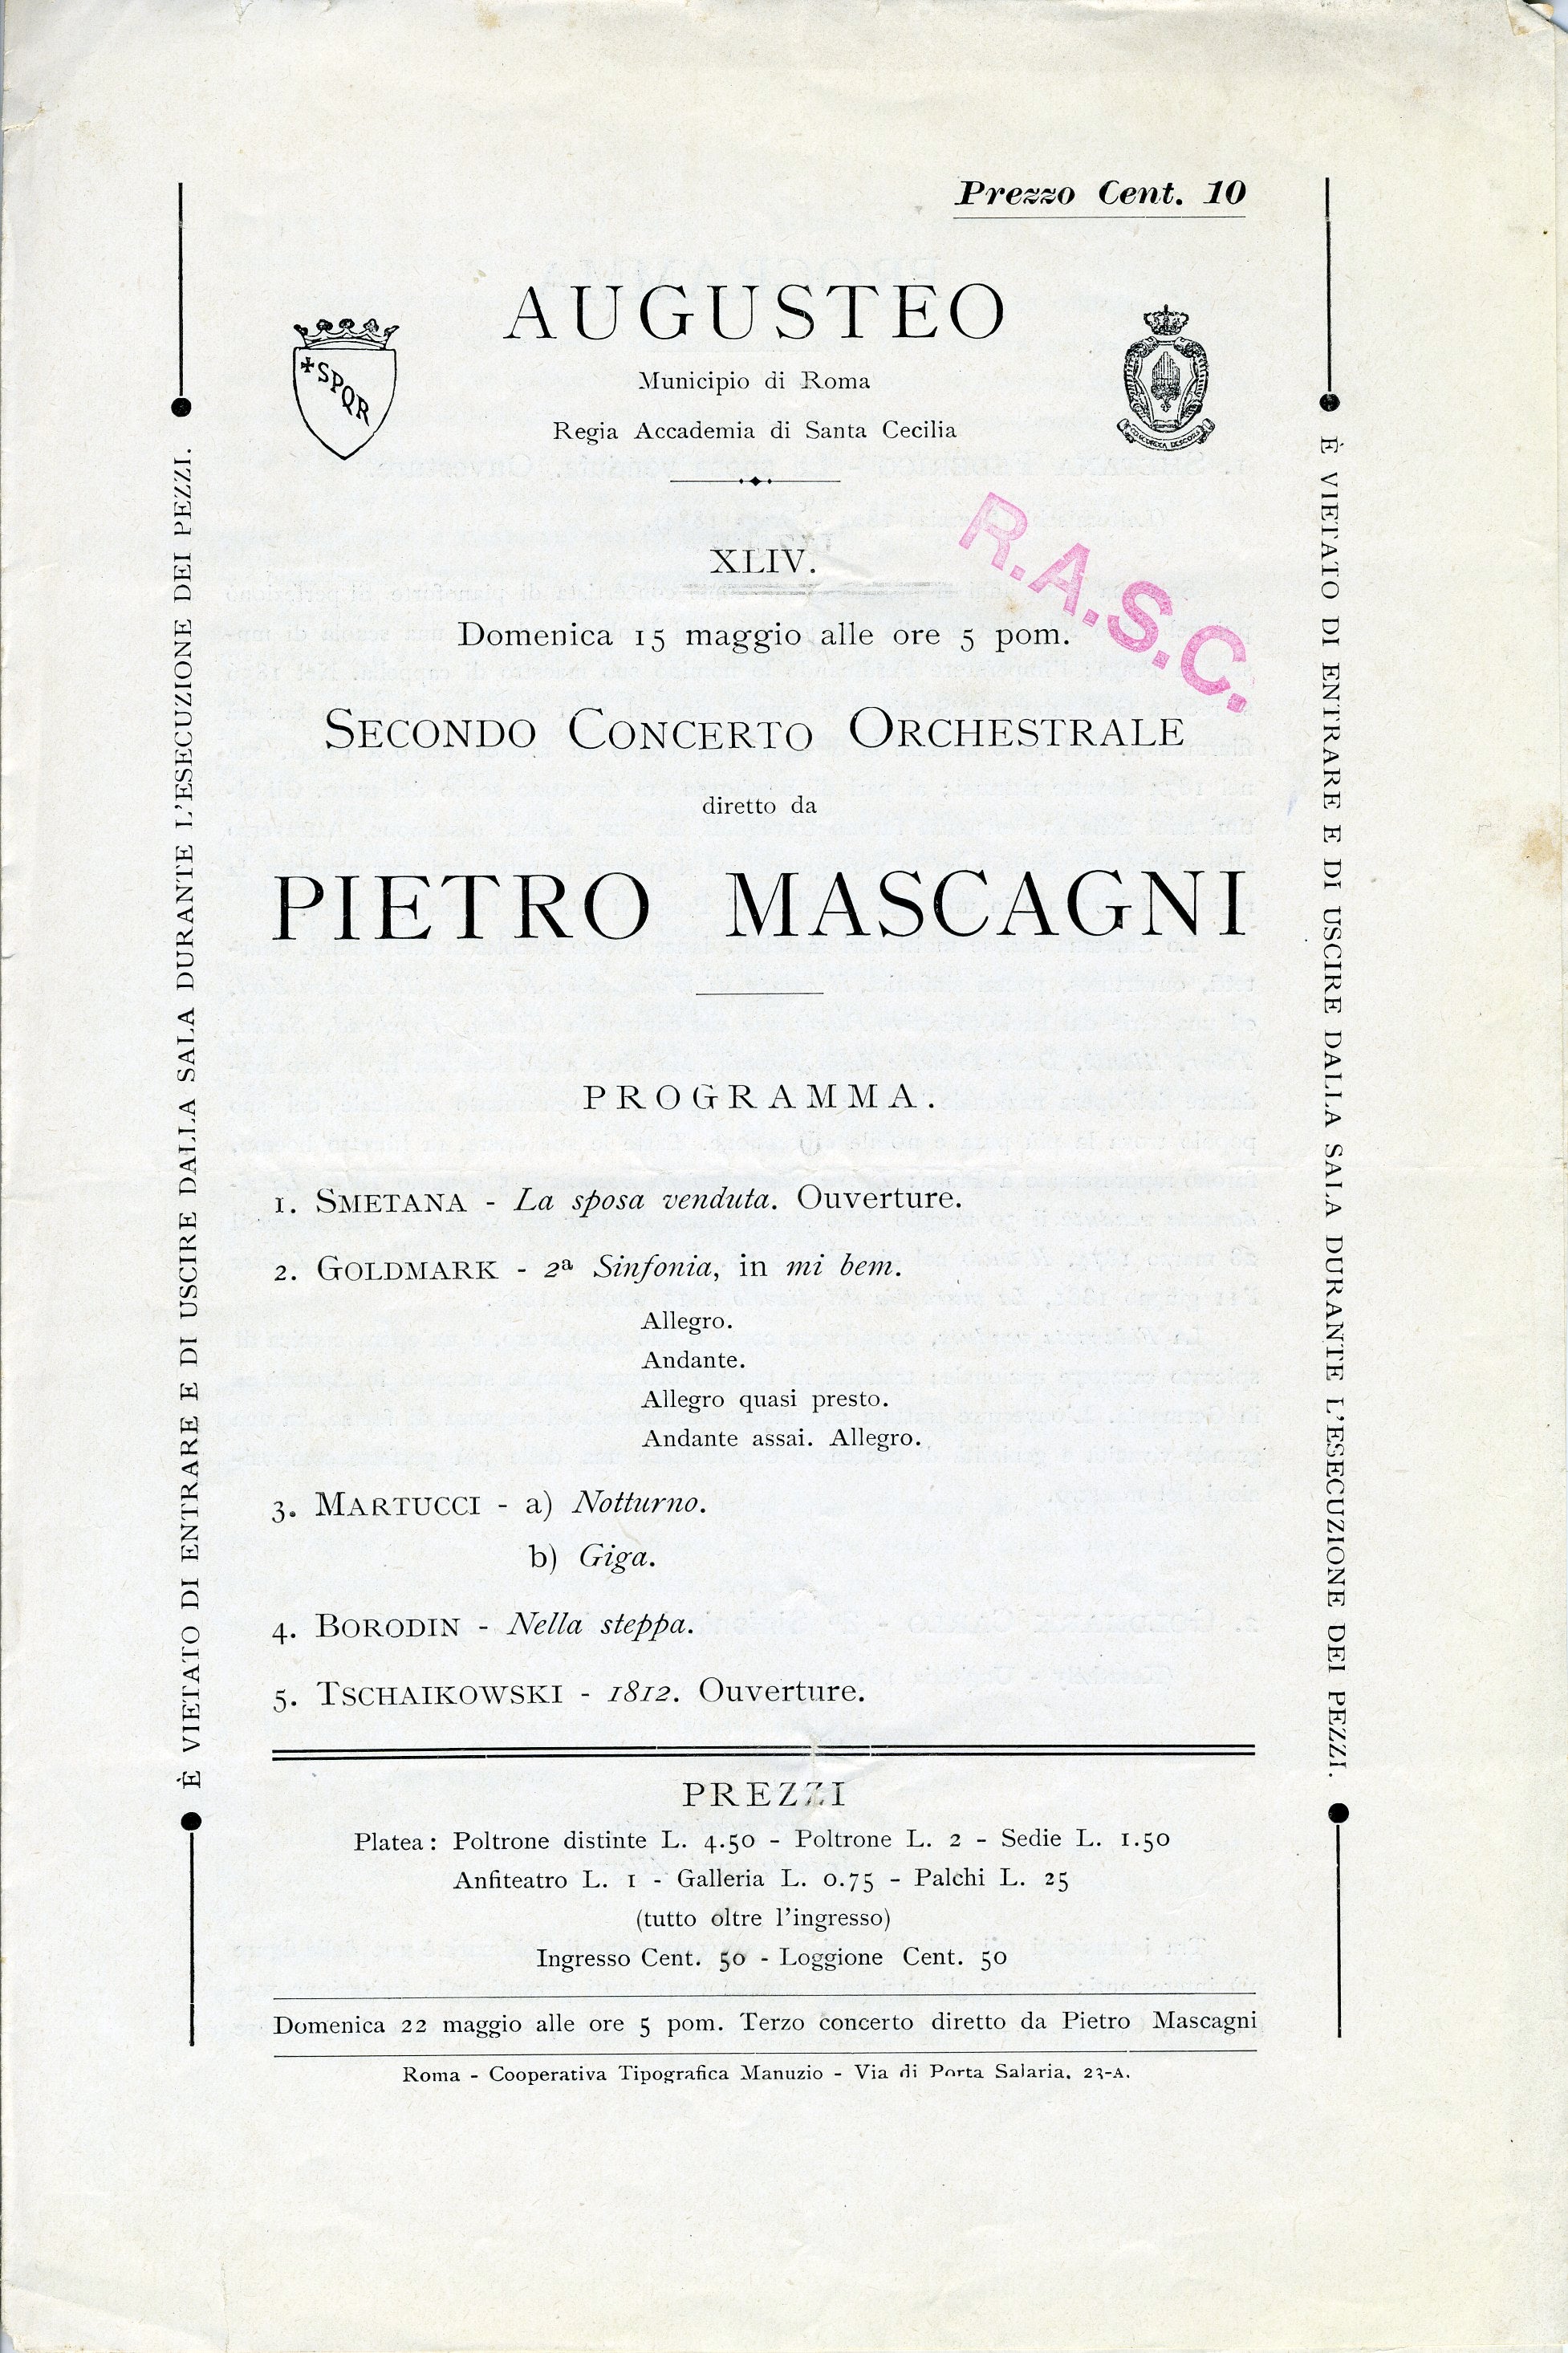 Prezzo Cent. 10
AUGUSTEO
Municipio di Roma
Regia Accademia di Santa Cecilia
✠ SPQR
CONCORDIA DISCORS
R.A.S.C.
XLIV.
Domenica 15 maggio alle ore 5 pom.
SECONDO CONCERTO ORCHESTRALE
diretto da
PIETRO MASCAGNI
PROGRAMMA.
1. SMETANA - La sposa venduta. Ouverture.
2. GOLDMARK - 2ª Sinfonia, in mi bem.
Allegro.
Andante.
Allegro quasi presto.
Andante assai. Allegro.
3. MARTUCCI - a) Notturno.
b) Giga.
4. BORODIN - Nella steppa.
5. TSCHAIKOWSKI - 1812. Ouverture.
PREZZI
Platea: Poltrone distinte L. 4.50 - Poltrone L. 2 - Sedie L. 1.50
Anfiteatro L. 1 - Galleria L. 0.75 - Palchi L. 25
(tutto oltre l'ingresso)
Ingresso Cent. 50 - Loggione Cent. 50
Domenica 22 maggio alle ore 5 pom. Terzo concerto diretto da Pietro Mascagni
Roma - Cooperativa Tipografica Manuzio - Via di Porta Salaria, 23-A.
È VIETATO DI ENTRARE E DI USCIRE DALLA SALA DURANTE L'ESECUZIONE DEI PEZZI.
È VIETATO DI ENTRARE E DI USCIRE DALLA SALA DURANTE L'ESECUZIONE DEI PEZZI.